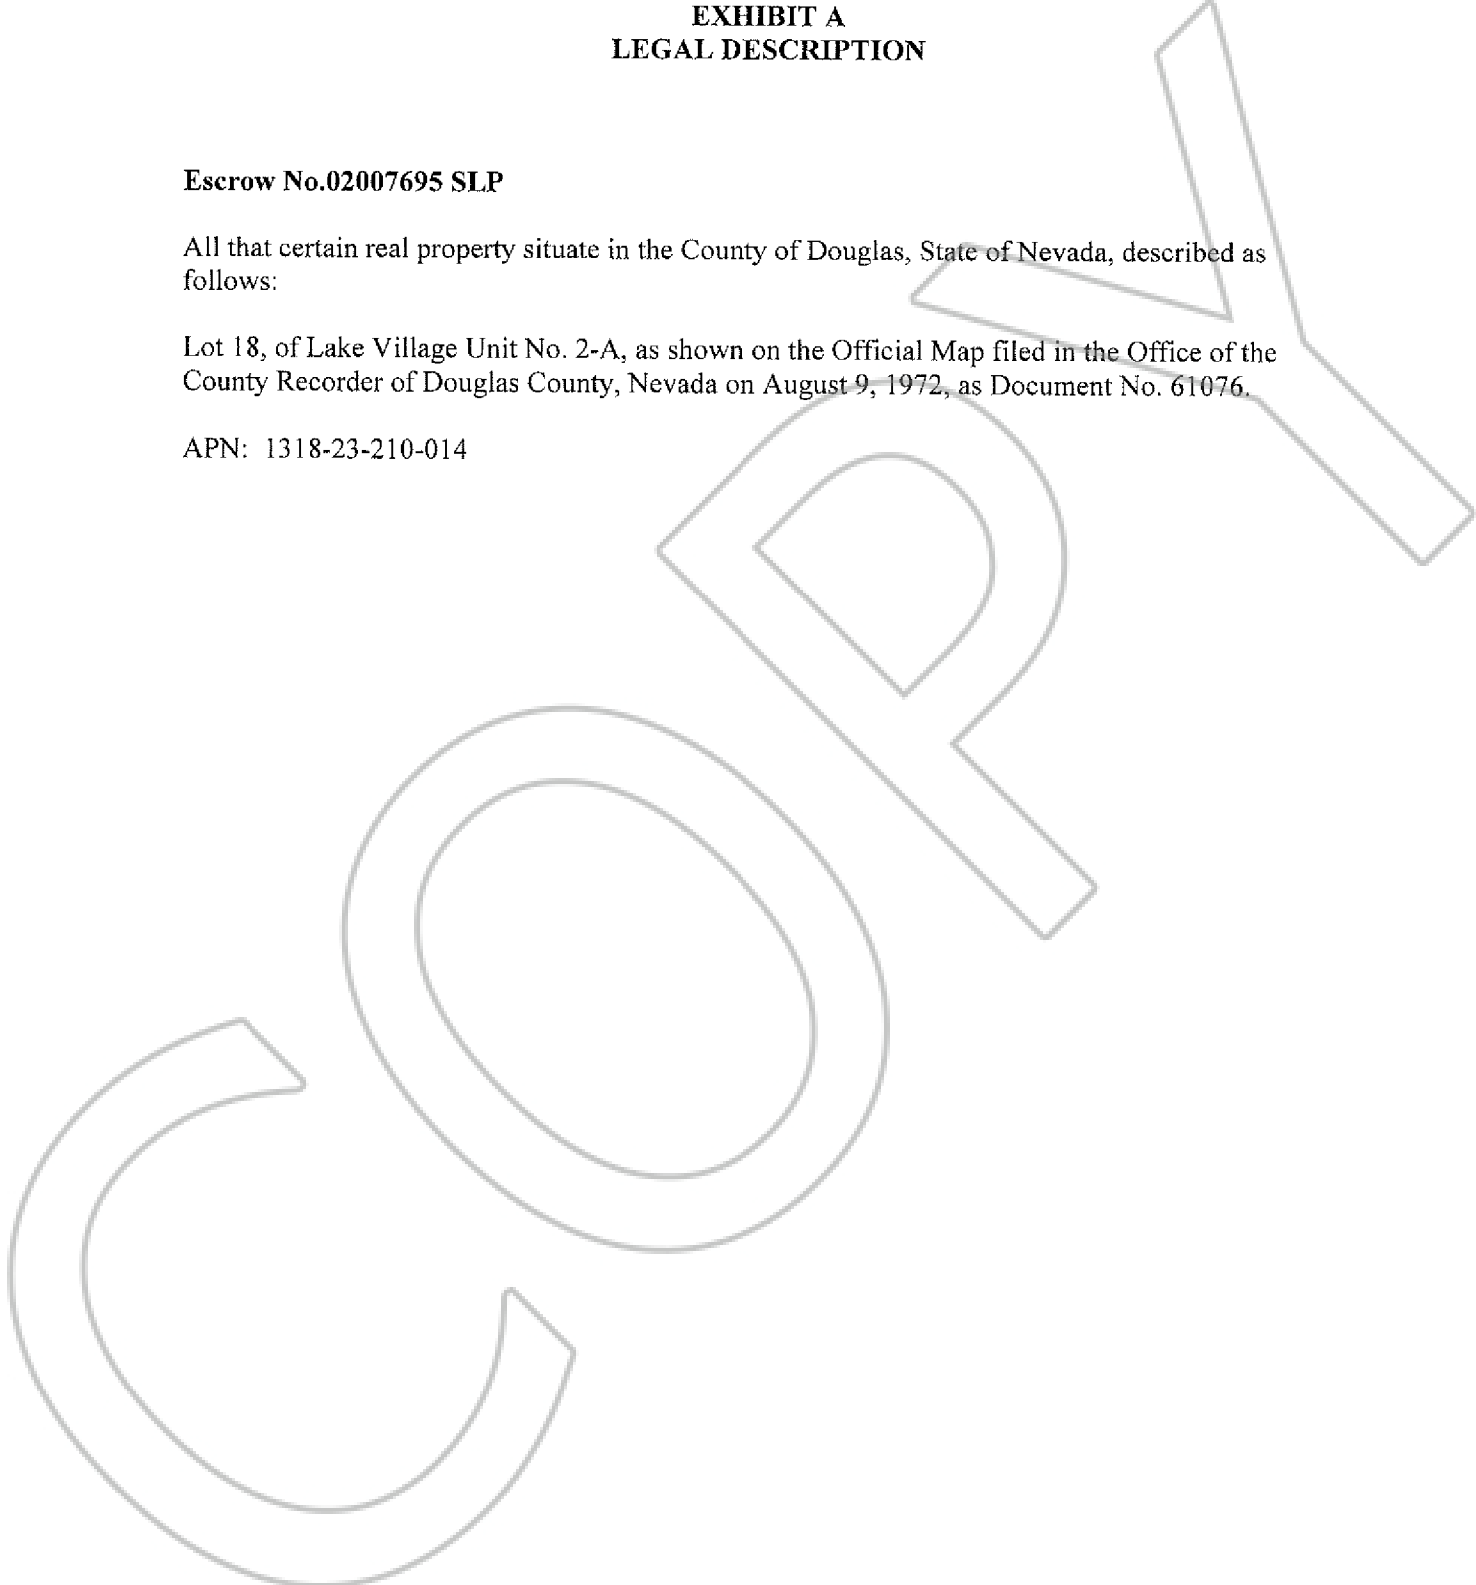 EXHIBIT A
LEGAL DESCRIPTION
Escrow No.02007695 SLP
All that certain real property situate in the County of Douglas, State of Nevada, described as
follows:
Lot 18, of Lake Village Unit No. 2-A, as shown on the Official Map filed in the Office of the
County Recorder of Douglas County, Nevada on August 9, 1972, as Document No. 61076.
APN: 1318-23-210-014
COPY